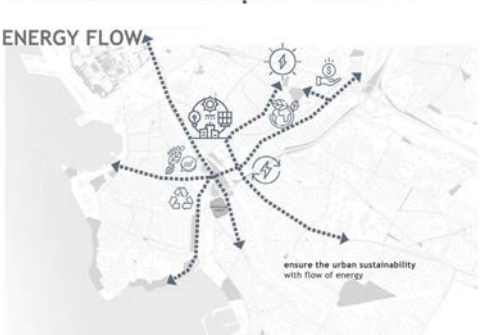 ENERGY FLOW
$
ensure the urban sustainability
with flow of energy